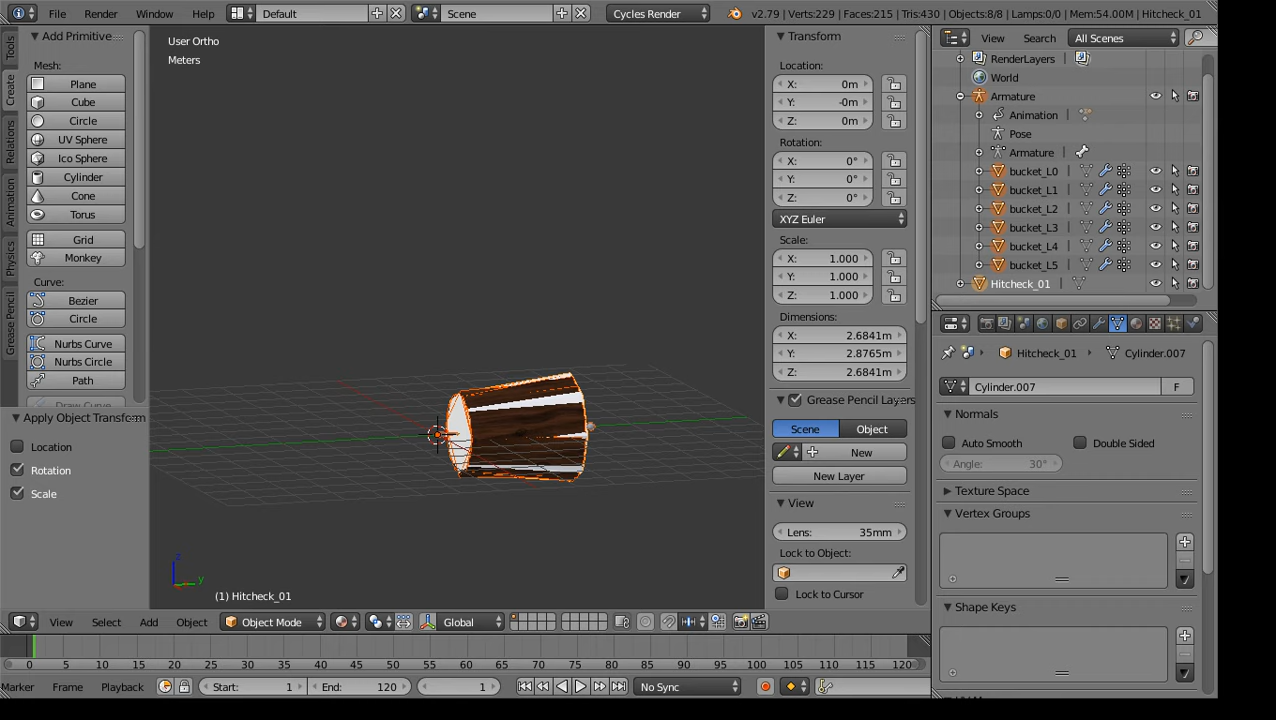 File Render Window Help Default Scene Cycles Render v2.79 | Verts:229 | Faces:215 | Tris:430 | Objects:8/8 | Lamps:0/0 | Mem:54.00M | Hitcheck_01
Tools
Create
Relations
Animation
Physics
Grease Pencil
Add Primitive
Mesh:
Plane
Cube
Circle
UV Sphere
Ico Sphere
Cylinder
Cone
Torus
Grid
Monkey
Curve:
Bezier
Circle
Nurbs Curve
Nurbs Circle
Path
Draw Curve
Apply Object Transform
Location
Rotation
Scale
User Ortho
Meters
z
y
(1) Hitcheck_01
Transform
Location:
X: 0m
Y: -0m
Z: 0m
Rotation:
X: 0°
Y: 0°
Z: 0°
XYZ Euler
Scale:
X: 1.000
Y: 1.000
Z: 1.000
Dimensions:
X: 2.6841m
Y: 2.8765m
Z: 2.6841m
Grease Pencil Layers
Scene Object
New
New Layer
View
Lens: 35mm
Lock to Object:
Lock to Cursor
View Search All Scenes
RenderLayers
World
Armature
Animation
Pose
Armature
bucket_L0
bucket_L1
bucket_L2
bucket_L3
bucket_L4
bucket_L5
Hitcheck_01
Hitcheck_01 Cylinder.007
Cylinder.007 F
Normals
Auto Smooth Double Sided
Angle: 30°
Texture Space
Vertex Groups
Shape Keys
View Select Add Object Object Mode Global
0 5 10 15 20 25 30 35 40 45 50 55 60 65 70 75 80 85 90 95 100 105 110 115 120
Marker Frame Playback Start: 1 End: 120 1 No Sync